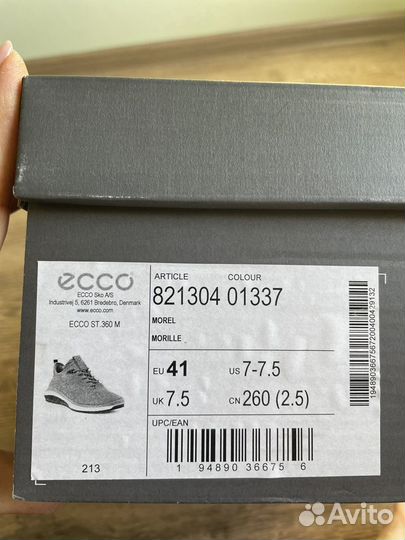 ecco
ECCO Sko A/S
Industrivej 5, 6261 Bredebro, Denmark
www.ecco.com
ECCO ST.360 M
213
ARTICLE COLOUR
821304 01337
MOREL
MORILLE
EU 41 US 7-7.5
UK 7.5 CN 260 (2.5)
UPC/EAN
1 94890 36675 6
1948903667567200400429132
Avito